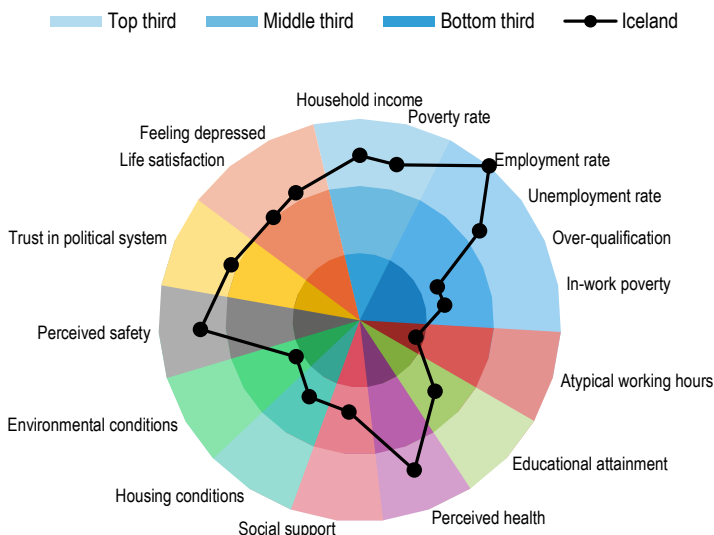 Top third
Middle third
Bottom third
Iceland
Household income
Poverty rate
Feeling depressed
Life satisfaction
Employment rate
Unemployment rate
Trust in political system
Over-qualification
In-work poverty
Perceived safety
Atypical working hours
Environmental conditions
Educational attainment
Housing conditions
Perceived health
Social support